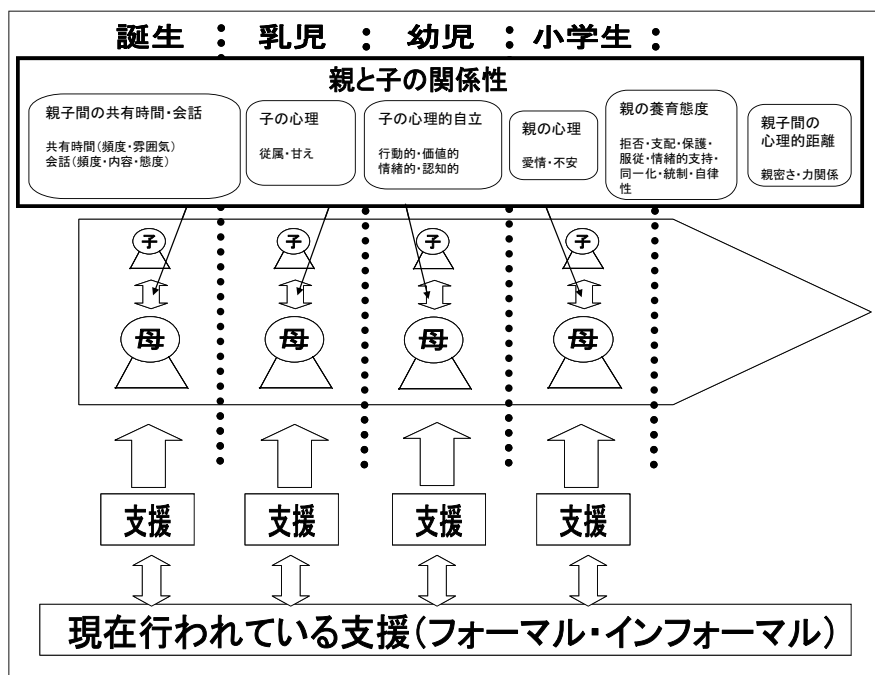 誕生 : 乳児 : 幼児 : 小学生 :
親と子の関係性
親子間の共有時間・会話
共有時間(頻度・雰囲気)
会話(頻度・内容・態度)
子の心理
従属・甘え
子の心理的自立
行動的・価値的
情緒的・認知的
親の心理
愛情・不安
親の養育態度
拒否・支配・保護・
服従・情緒的支持・
同一化・統制・自律
性
親子間の
心理的距離
親密さ・力関係
子 子 子 子
母 母 母 母
支援 支援 支援 支援
現在行われている支援(フォーマル・インフォーマル)